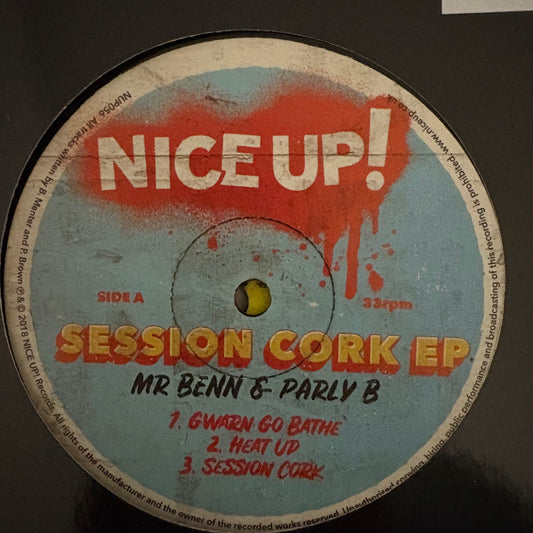 NICE UP!
SIDE A
33rpm
SESSION CORK EP
MR BENN & PARLY B
1. GWARN GO BATHE
2. HEAT UP
3. SESSION CORK
NUP056 All tracks written by B. Menter and P. Brown ℗ & © 2018 NICE UP! Records. All rights of the manufacturer and the owner of the recorded works reserved. Unauthorised copying, hiring, public performance and broadcasting of this recording is prohibited. www.niceup.co.uk